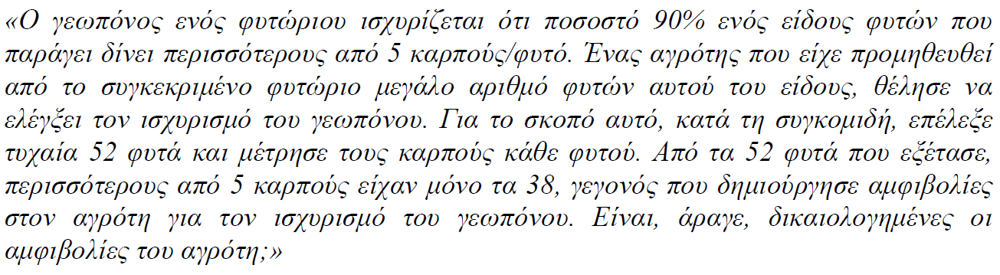 «Ο γεωπόνος ενός φυτώριου ισχυρίζεται ότι ποσοστό 90% ενός είδους φυτών που
παράγει δίνει περισσότερους από 5 καρπούς/φυτό. Ένας αγρότης που είχε προμηθευθεί
από το συγκεκριμένο φυτώριο μεγάλο αριθμό φυτών αυτού του είδους, θέλησε να
ελέγξει τον ισχυρισμό του γεωπόνου. Για το σκοπό αυτό, κατά τη συγκομιδή, επέλεξε
τυχαία 52 φυτά και μέτρησε τους καρπούς κάθε φυτού. Από τα 52 φυτά που εξέτασε,
περισσότερους από 5 καρπούς είχαν μόνο τα 38, γεγονός που δημιούργησε αμφιβολίες
στον αγρότη για τον ισχυρισμό του γεωπόνου. Είναι, άραγε, δικαιολογημένες οι
αμφιβολίες του αγρότη;»